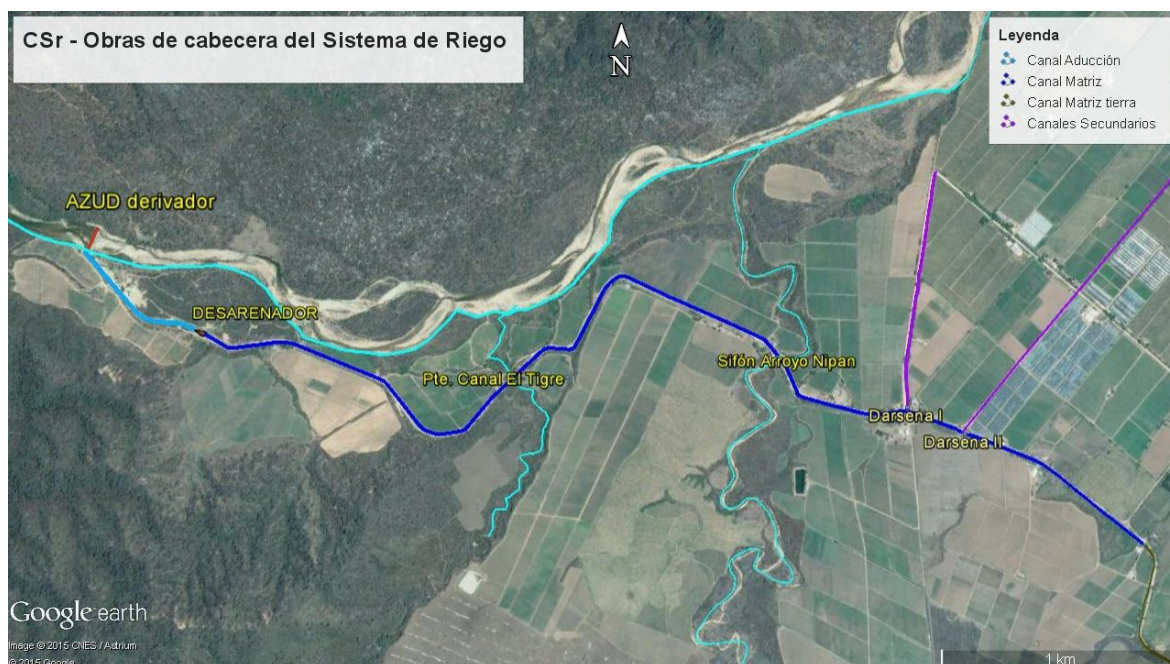 CSr - Obras de cabecera del Sistema de Riego
N
Leyenda
Canal Aducción
Canal Matriz
Canal Matriz tierra
Canales Secundarios
AZUD derivador
DESARENADOR
Pte. Canal El Tigre
Sifón Arroyo Nipan
Darsena I
Darsena II
Google earth
Image © 2015 CNES / Astrium
© 2015 Google
1 km